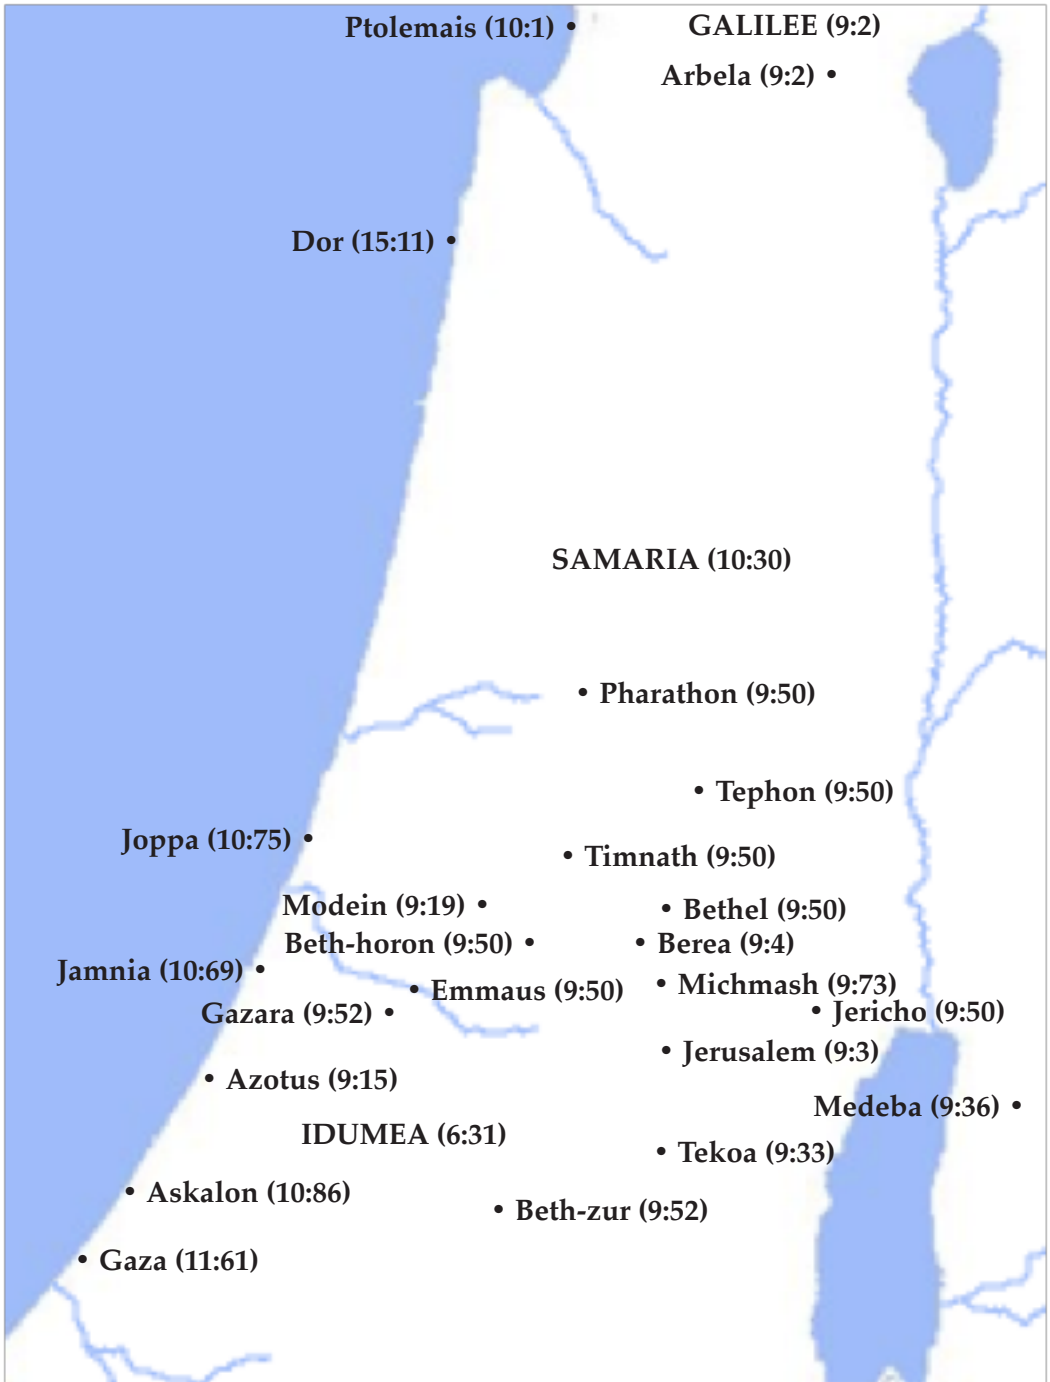 Ptolemais (10:1) •
GALILEE (9:2)
Arbela (9:2) •
Dor (15:11) •
SAMARIA (10:30)
• Pharathon (9:50)
• Tephon (9:50)
Joppa (10:75) •
• Timnath (9:50)
Modein (9:19) •
• Bethel (9:50)
Beth-horon (9:50) •
• Berea (9:4)
Jamnia (10:69) •
• Emmaus (9:50)
• Michmash (9:73)
Gazara (9:52) •
• Jericho (9:50)
• Jerusalem (9:3)
• Azotus (9:15)
Medeba (9:36) •
IDUMEA (6:31)
• Tekoa (9:33)
• Askalon (10:86)
• Beth-zur (9:52)
• Gaza (11:61)